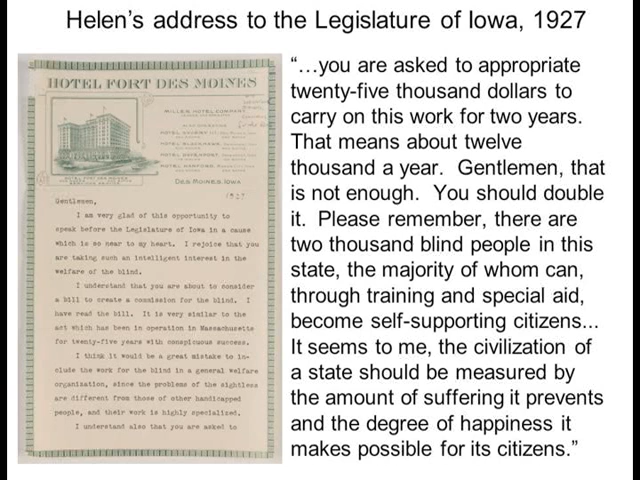 Helen's address to the Legislature of Iowa, 1927
HOTEL FORT DES MOINES
MILLER HOTEL COMPANY
DES MOINES, IOWA
1927
Gentlemen,
I am very glad of this opportunity to
speak before the Legislature of Iowa in a cause
which is so near to my heart. I rejoice that you
are taking such an intelligent interest in the
welfare of the blind.
I understand that you are about to consider
a bill to create a commission for the blind. I
have read the bill. It is very similar to the
act which has been in operation in Massachusetts
for twenty-five years with conspicuous success.
I think it would be a great mistake to in-
clude the work for the blind in a general welfare
organization, since the problems of the sightless
are different from those of other handicapped
people, and their work is highly specialized.
I understand also that you are asked to
“…you are asked to appropriate
twenty-five thousand dollars to
carry on this work for two years.
That means about twelve
thousand a year. Gentlemen, that
is not enough. You should double
it. Please remember, there are
two thousand blind people in this
state, the majority of whom can,
through training and special aid,
become self-supporting citizens...
It seems to me, the civilization of
a state should be measured by
the amount of suffering it prevents
and the degree of happiness it
makes possible for its citizens.”